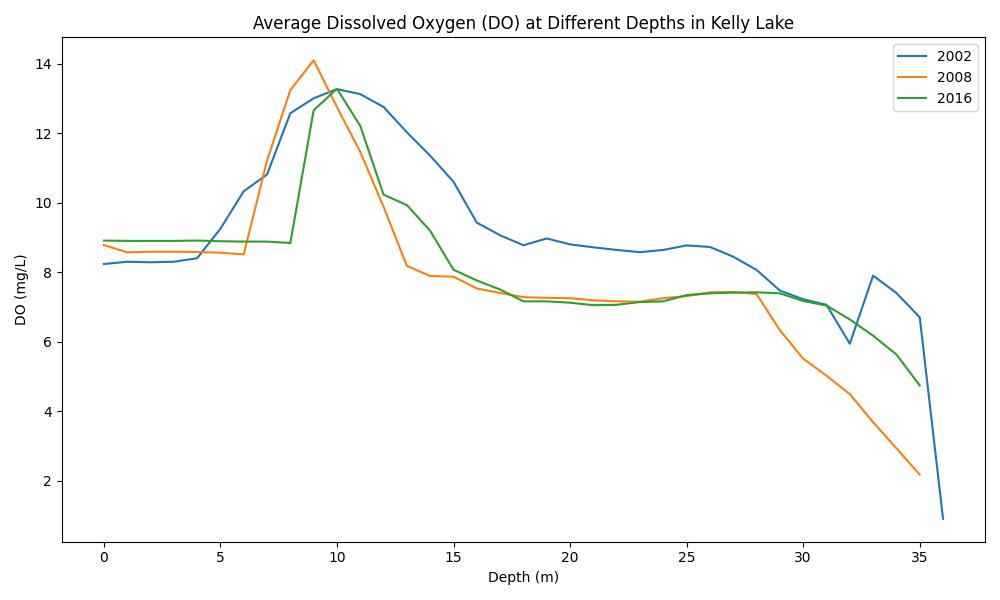 Average Dissolved Oxygen (DO) at Different Depths in Kelly Lake
2002
2008
2016
DO (mg/L)
14
12
10
8
6
4
2
0 5 10 15 20 25 30 35
Depth (m)